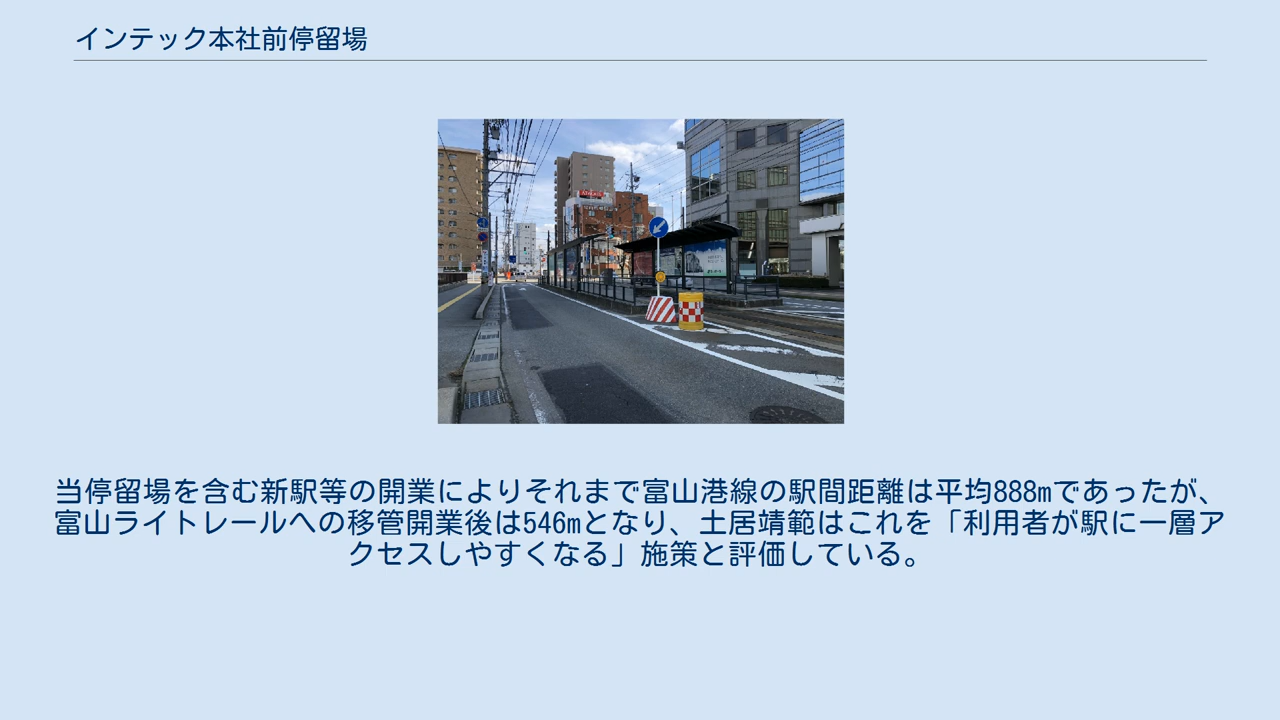 インテック本社前停留場
当停留場を含む新駅等の開業によりそれまで富山港線の駅間距離は平均888mであったが、
富山ライトレールへの移管開業後は546mとなり、土居靖範はこれを「利用者が駅に一層ア
クセスしやすくなる」施策と評価している。